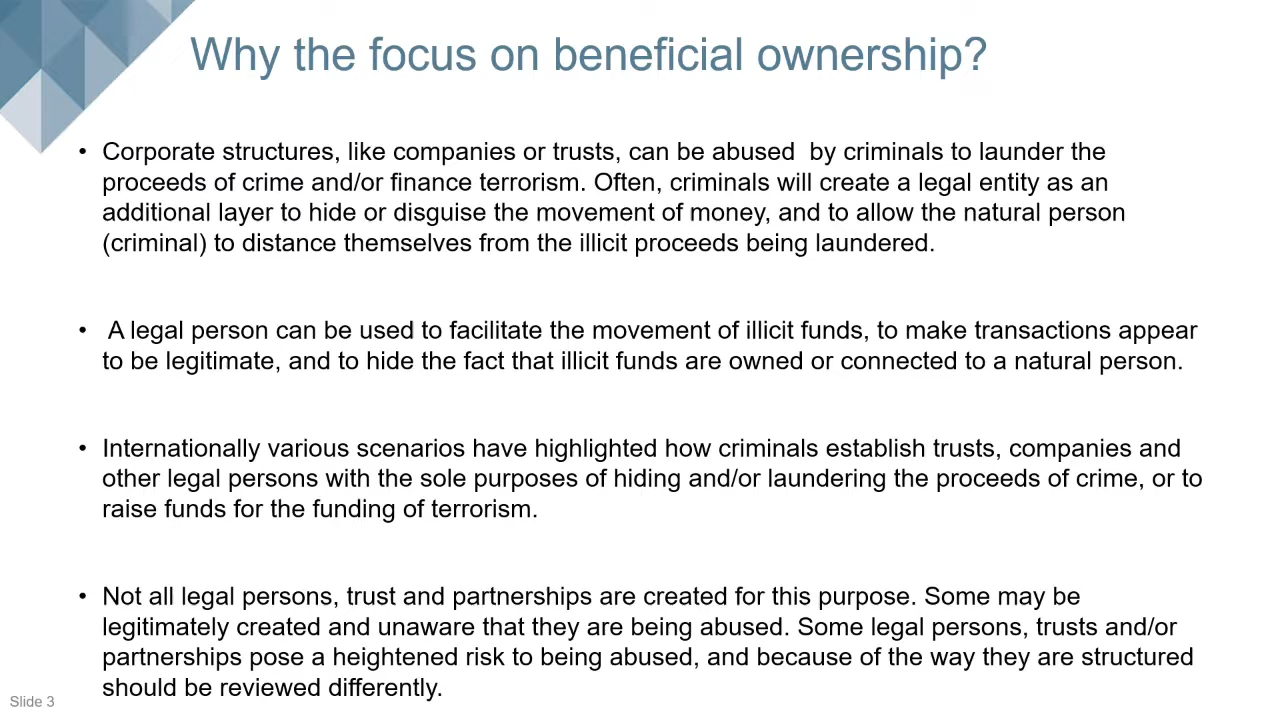 Why the focus on beneficial ownership?
• Corporate structures, like companies or trusts, can be abused  by criminals to launder the
proceeds of crime and/or finance terrorism. Often, criminals will create a legal entity as an
additional layer to hide or disguise the movement of money, and to allow the natural person
(criminal) to distance themselves from the illicit proceeds being laundered.
• A legal person can be used to facilitate the movement of illicit funds, to make transactions appear
to be legitimate, and to hide the fact that illicit funds are owned or connected to a natural person.
• Internationally various scenarios have highlighted how criminals establish trusts, companies and
other legal persons with the sole purposes of hiding and/or laundering the proceeds of crime, or to
raise funds for the funding of terrorism.
• Not all legal persons, trust and partnerships are created for this purpose. Some may be
legitimately created and unaware that they are being abused. Some legal persons, trusts and/or
partnerships pose a heightened risk to being abused, and because of the way they are structured
should be reviewed differently.
Slide 3